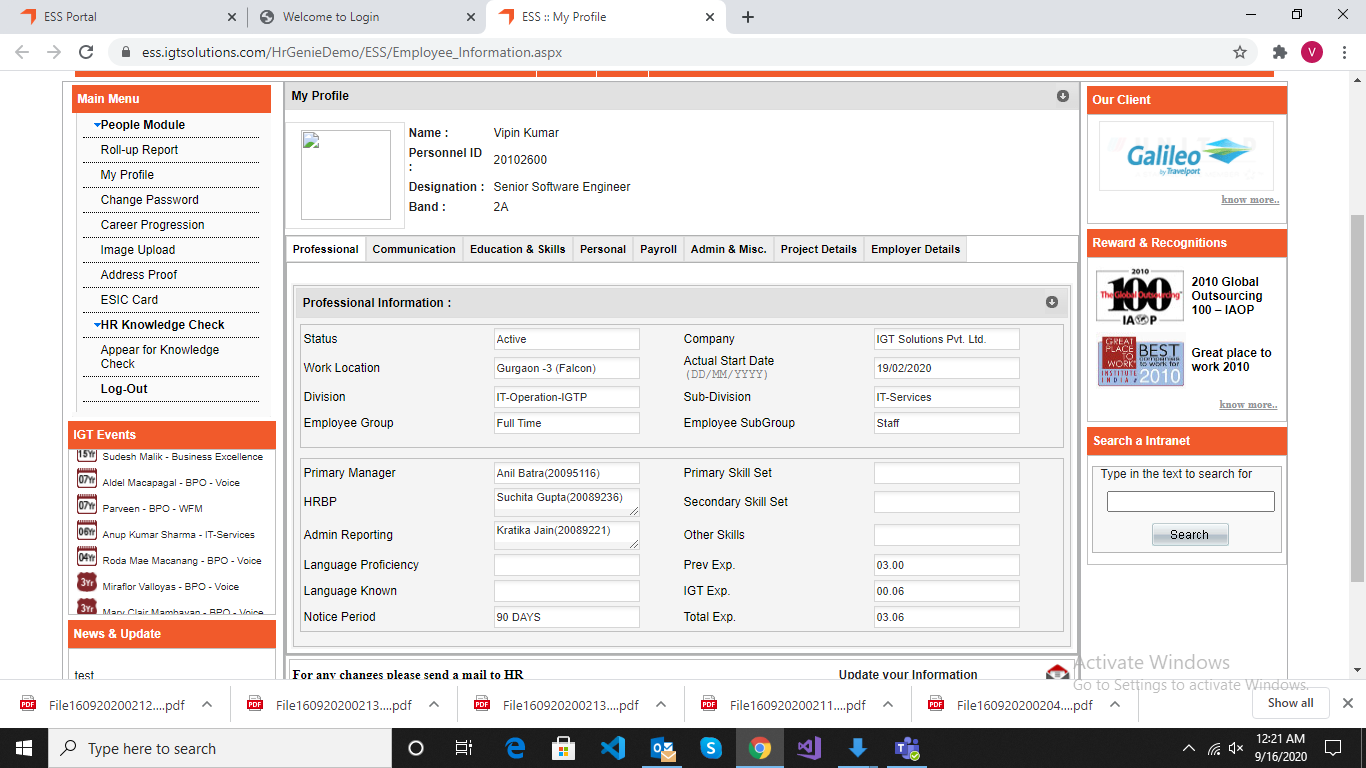 ESS Portal
Welcome to Login
ESS :: My Profile
ess.igtsolutions.com/HrGenieDemo/ESS/Employee_Information.aspx
V
Main Menu
People Module
Roll-up Report
My Profile
Change Password
Career Progression
Image Upload
Address Proof
ESIC Card
HR Knowledge Check
Appear for Knowledge
Check
Log-Out
IGT Events
15Yr Sudesh Malik - Business Excellence
07Yr Aldel Macapagal - BPO - Voice
07Yr Parveen - BPO - WFM
06Yr Anup Kumar Sharma - IT-Services
04Yr Roda Mae Macanang - BPO - Voice
3Yr Miraflor Valloyas - BPO - Voice
3Yr Mary Clair Mambayan - BPO - Voice
News & Update
test
My Profile
Name : Vipin Kumar
Personnel ID
: 20102600
Designation : Senior Software Engineer
Band : 2A
Professional Communication Education & Skills Personal Payroll Admin & Misc. Project Details Employer Details
Professional Information :
Status Active Company IGT Solutions Pvt. Ltd.
Work Location Gurgaon -3 (Falcon) Actual Start Date
(DD/MM/YYYY) 19/02/2020
Division IT-Operation-IGTP Sub-Division IT-Services
Employee Group Full Time Employee SubGroup Staff
Primary Manager Anil Batra(20095116) Primary Skill Set
HRBP Suchita Gupta(20089236) Secondary Skill Set
Admin Reporting Kratika Jain(20089221) Other Skills
Language Proficiency Prev Exp. 03.00
Language Known IGT Exp. 00.06
Notice Period 90 DAYS Total Exp. 03.06
For any changes please send a mail to HR Update your Information
Our Client
Galileo
by Travelport
know more..
Reward & Recognitions
2010
The Global Outsourcing
100
IAOP
2010 Global
Outsourcing
100 – IAOP
GREAT
PLACE
TO
WORK
INSTITUTE
INDIA
BEST
companies
to work for
2010
Great place to
work 2010
know more..
Search a Intranet
Type in the text to search for
Search
Activate Windows
Go to Settings to activate Windows.
File160920200212....pdf
File160920200213....pdf
File160920200213....pdf
File160920200211....pdf
File160920200204....pdf
Show all
Type here to search
12:21 AM
9/16/2020